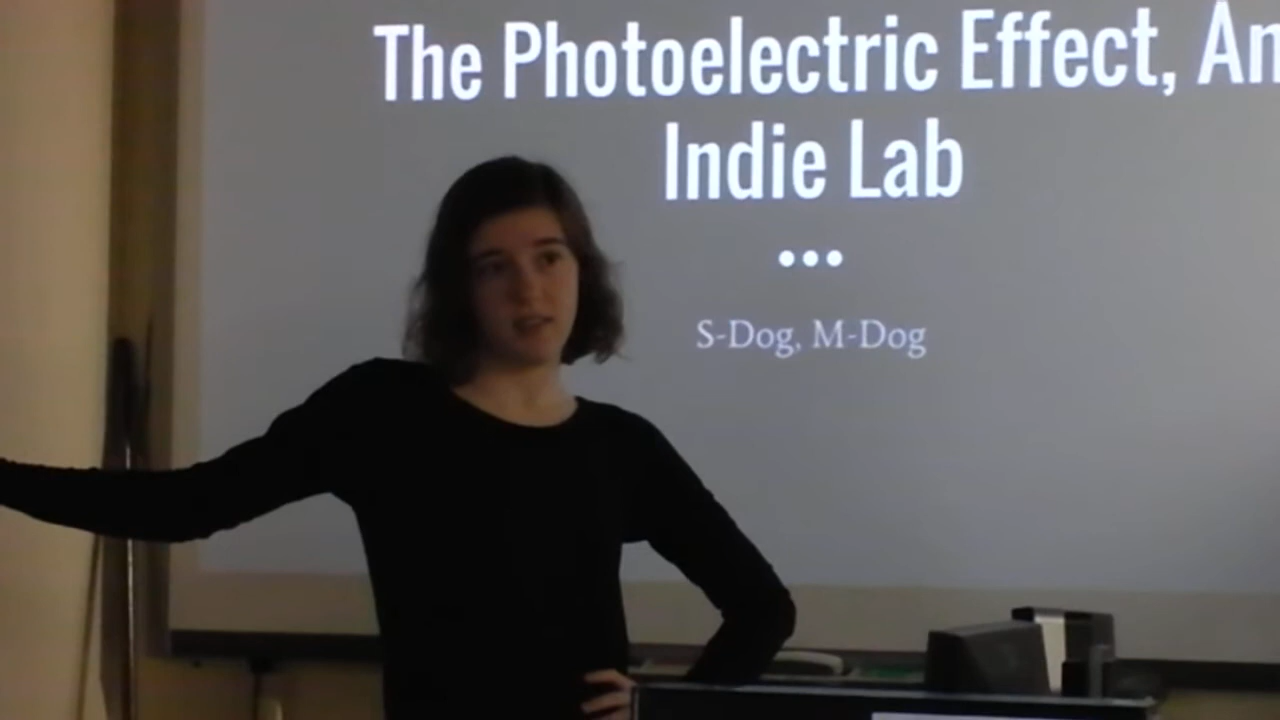 The Photoelectric Effect, An
Indie Lab
S-Dog, M-Dog